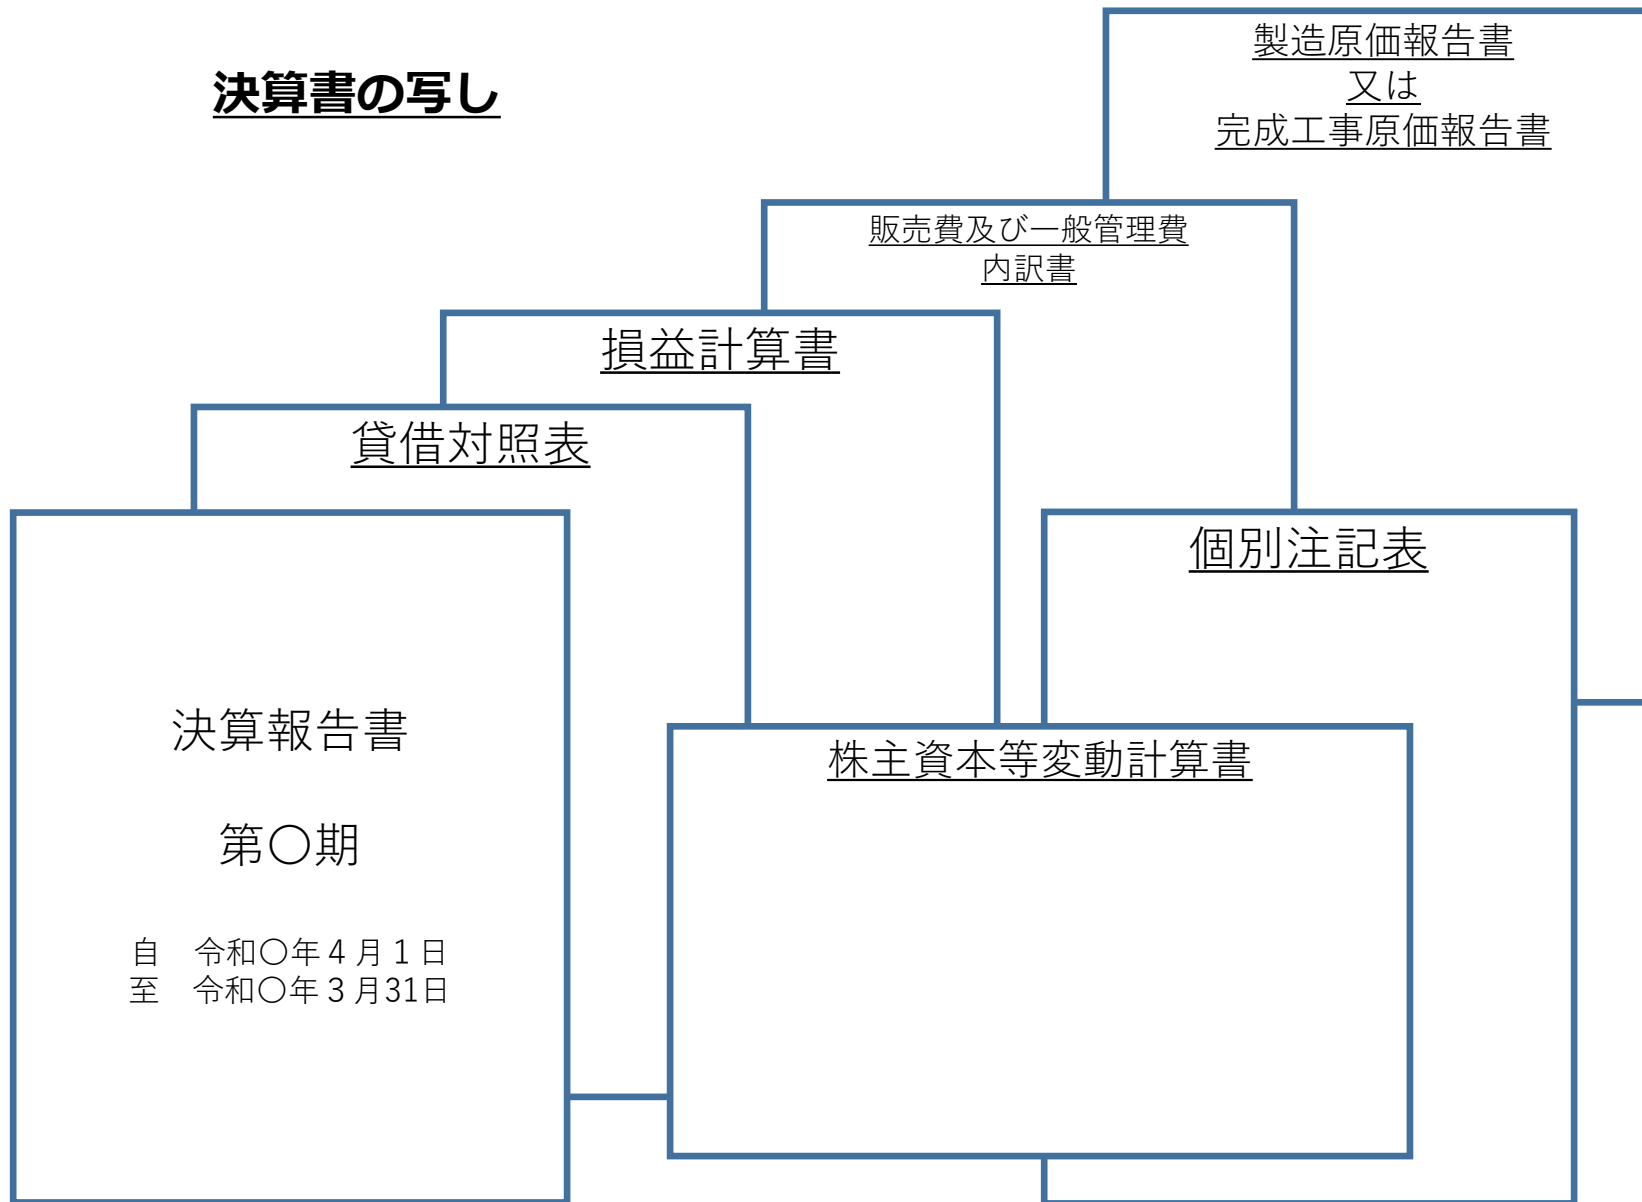 決算書の写し
製造原価報告書
又は
完成工事原価報告書
販売費及び一般管理費
内訳書
損益計算書
貸借対照表
個別注記表
決算報告書
第〇期
自　令和〇年４月１日
至　令和〇年３月31日
株主資本等変動計算書